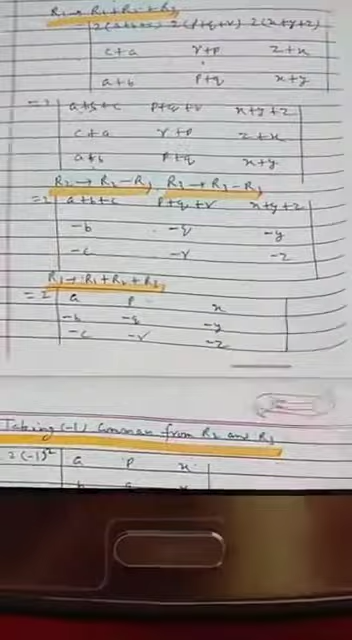 R1 → R1+R2+R3
2(a+b+c) 2(p+q+r) 2(x+y+z)
c+a r+p z+x
a+b p+q x+y
=2 a+b+c p+q+r x+y+z
c+a r+p z+x
a+b p+q x+y
R2 → R2-R1, R3 → R3-R1
=2 a+b+c p+q+r x+y+z
-b -q -y
-c -r -z
R1 → R1+R2+R3
=2 a p x
-b -q -y
-c -r -z
Taking (-1) common from R2 and R3
2(-1)² a p x